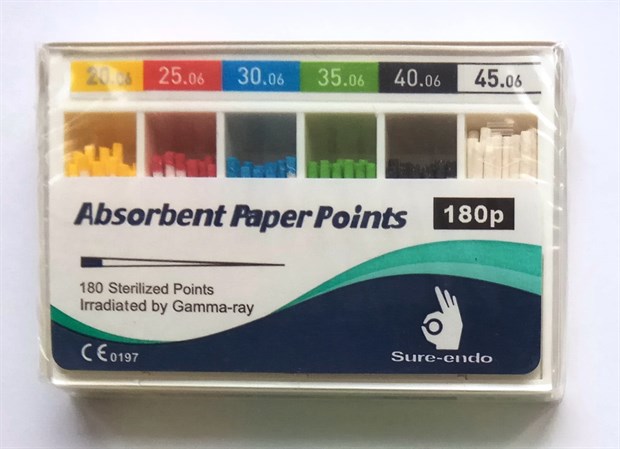 20.06 25.06 30.06 35.06 40.06 45.06
Absorbent Paper Points 180p
180 Sterilized Points
Irradiated by Gamma-ray
CE 0197
Sure-endo